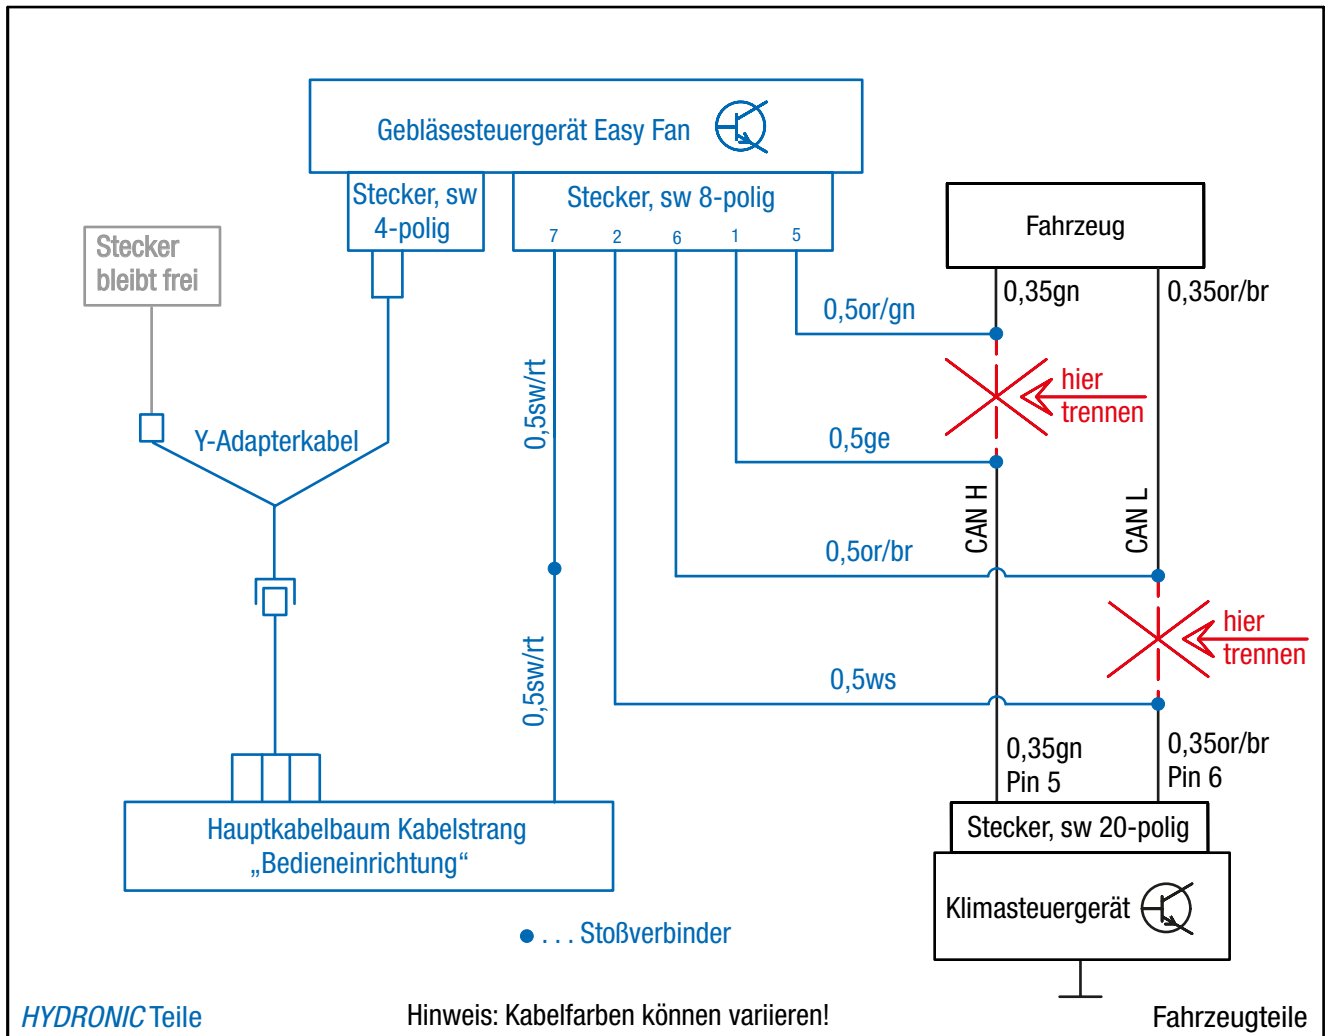 Gebläsesteuergerät Easy Fan
Stecker, sw
4-polig
Stecker, sw 8-polig
7 2 6 1 5
Stecker
bleibt frei
Fahrzeug
0,35gn
0,35or/br
0,5or/gn
hier
trennen
0,5sw/rt
Y-Adapterkabel
0,5ge
CAN H
CAN L
0,5or/br
hier
trennen
0,5sw/rt
0,5ws
0,35gn
Pin 5
0,35or/br
Pin 6
Hauptkabelbaum Kabelstrang
„Bedieneinrichtung“
Stecker, sw 20-polig
Klimasteuergerät
. . . Stoßverbinder
HYDRONIC Teile
Hinweis: Kabelfarben können variieren!
Fahrzeugteile